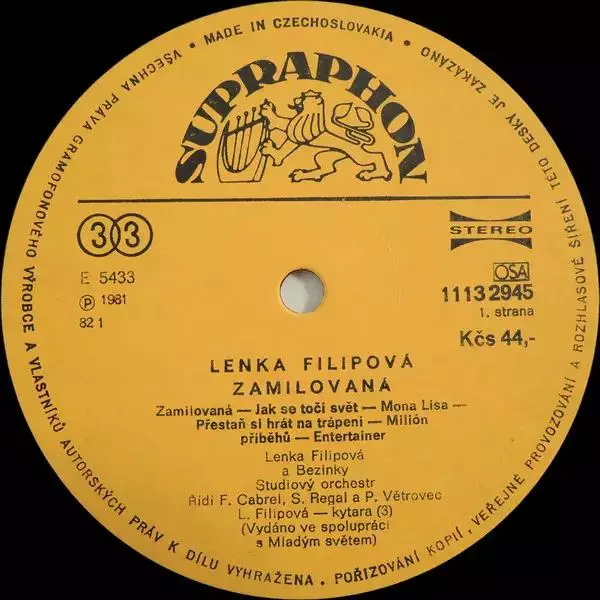 VŠECHNA PRÁVA GRAMOFONOVÉHO VÝROBCE A VLASTNÍKŮ AUTORSKÝCH PRÁV K DÍLU VYHRAŽENA. POŘIZOVÁNÍ KOPIÍ, VEŘEJNÉ PROVOZOVÁNÍ A ROZHLASOVÉ ŠÍŘENÍ TÉTO DESKY JE ZAKÁZÁNO
• MADE IN CZECHOSLOVAKIA •
SUPRAPHON
33
STEREO
E 5433
Ⓟ 1981
82 1
OSA
1113 2945
1. strana
Kčs 44,-
LENKA FILIPOVÁ
ZAMILOVANÁ
Zamilovaná — Jak se točí svět — Mona Lisa —
Přestaň si hrát na trápení — Milión
příběhů — Entertainer
Lenka Filipová
a Bezinky
Studiový orchestr
Řídí F. Cabrel, S. Regal a P. Větrovec
L. Filipová — kytara (3)
(Vydáno ve spolupráci
s Mladým světem)